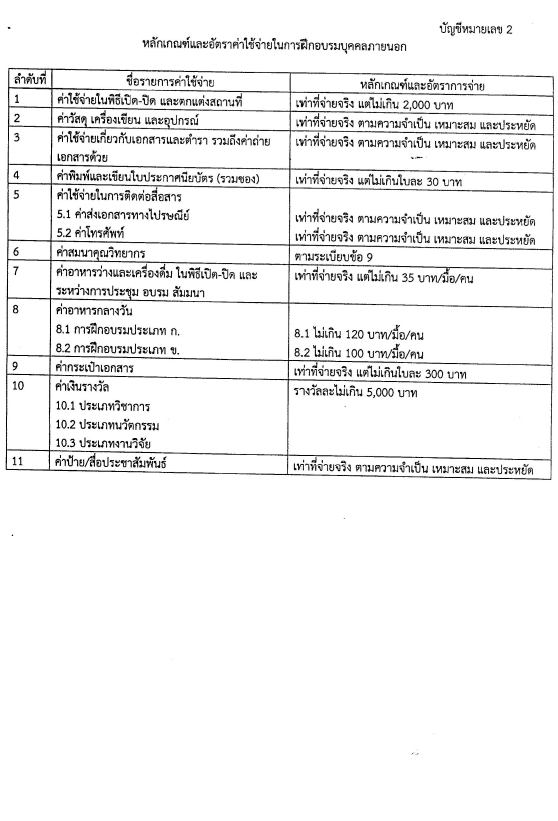 บัญชีหมายเลข 2
หลักเกณฑ์และอัตราค่าใช้จ่ายในการฝึกอบรมบุคคลภายนอก
ลำดับที่ ชื่อรายการค่าใช้จ่าย หลักเกณฑ์และอัตราการจ่าย
1 ค่าใช้จ่ายในพิธีเปิด-ปิด และตกแต่งสถานที่ เท่าที่จ่ายจริง แต่ไม่เกิน 2,000 บาท
2 ค่าวัสดุ เครื่องเขียน และอุปกรณ์ เท่าที่จ่ายจริง ตามความจำเป็น เหมาะสม และประหยัด
3 ค่าใช้จ่ายเกี่ยวกับเอกสารและตำรา รวมถึงค่าถ่าย เท่าที่จ่ายจริง ตามความจำเป็น เหมาะสม และประหยัด
เอกสารด้วย
4 ค่าพิมพ์และเขียนใบประกาศนียบัตร (รวมซอง) เท่าที่จ่ายจริง แต่ไม่เกินใบละ 30 บาท
5 ค่าใช้จ่ายในการติดต่อสื่อสาร
5.1 ค่าส่งเอกสารทางไปรษณีย์ เท่าที่จ่ายจริง ตามความจำเป็น เหมาะสม และประหยัด
5.2 ค่าโทรศัพท์ เท่าที่จ่ายจริง ตามความจำเป็น เหมาะสม และประหยัด
6 ค่าสมนาคุณวิทยากร ตามระเบียบข้อ 9
7 ค่าอาหารว่างและเครื่องดื่ม ในพิธีเปิด-ปิด และ เท่าที่จ่ายจริง แต่ไม่เกิน 35 บาท/มื้อ/คน
ระหว่างการประชุม อบรม สัมมนา
8 ค่าอาหารกลางวัน
8.1 การฝึกอบรมประเภท ก. 8.1 ไม่เกิน 120 บาท/มื้อ/คน
8.2 การฝึกอบรมประเภท ข. 8.2 ไม่เกิน 100 บาท/มื้อ/คน
9 ค่ากระเป๋าเอกสาร เท่าที่จ่ายจริง แต่ไม่เกินใบละ 300 บาท
10 ค่าเงินรางวัล รางวัลละไม่เกิน 5,000 บาท
10.1 ประเภทวิชาการ
10.2 ประเภทนวัตกรรม
10.3 ประเภทงานวิจัย
11 ค่าป้าย/สื่อประชาสัมพันธ์ เท่าที่จ่ายจริง ตามความจำเป็น เหมาะสม และประหยัด